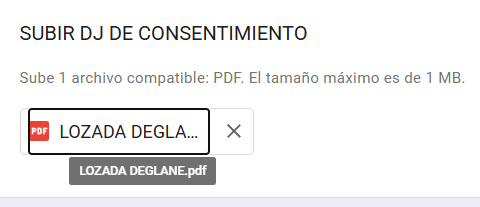 SUBIR DJ DE CONSENTIMIENTO
Sube 1 archivo compatible: PDF. El tamaño máximo es de 1 MB.
PDF LOZADA DEGLA...
LOZADA DEGLANE.pdf